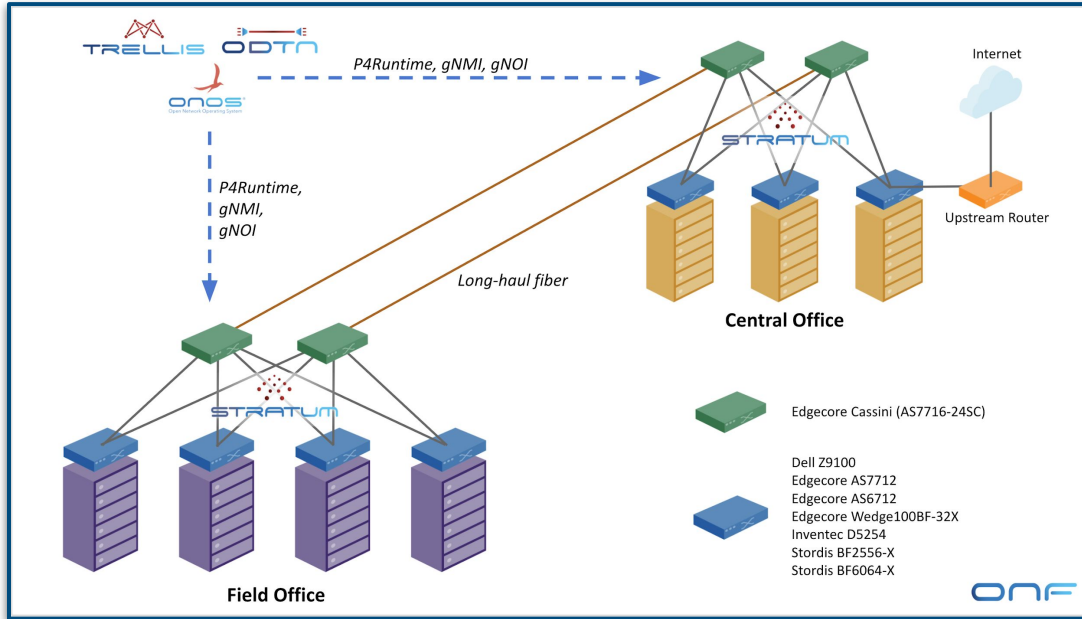 TRELLIS
ODTN
onos
Open Network Operating System
P4Runtime, gNMI, gNOI
P4Runtime,
gNMI,
gNOI
STRATUM
Internet
Upstream Router
Central Office
Long-haul fiber
STRATUM
Field Office
Edgecore Cassini (AS7716-24SC)
Dell Z9100
Edgecore AS7712
Edgecore AS6712
Edgecore Wedge100BF-32X
Inventec D5254
Stordis BF2556-X
Stordis BF6064-X
ONF